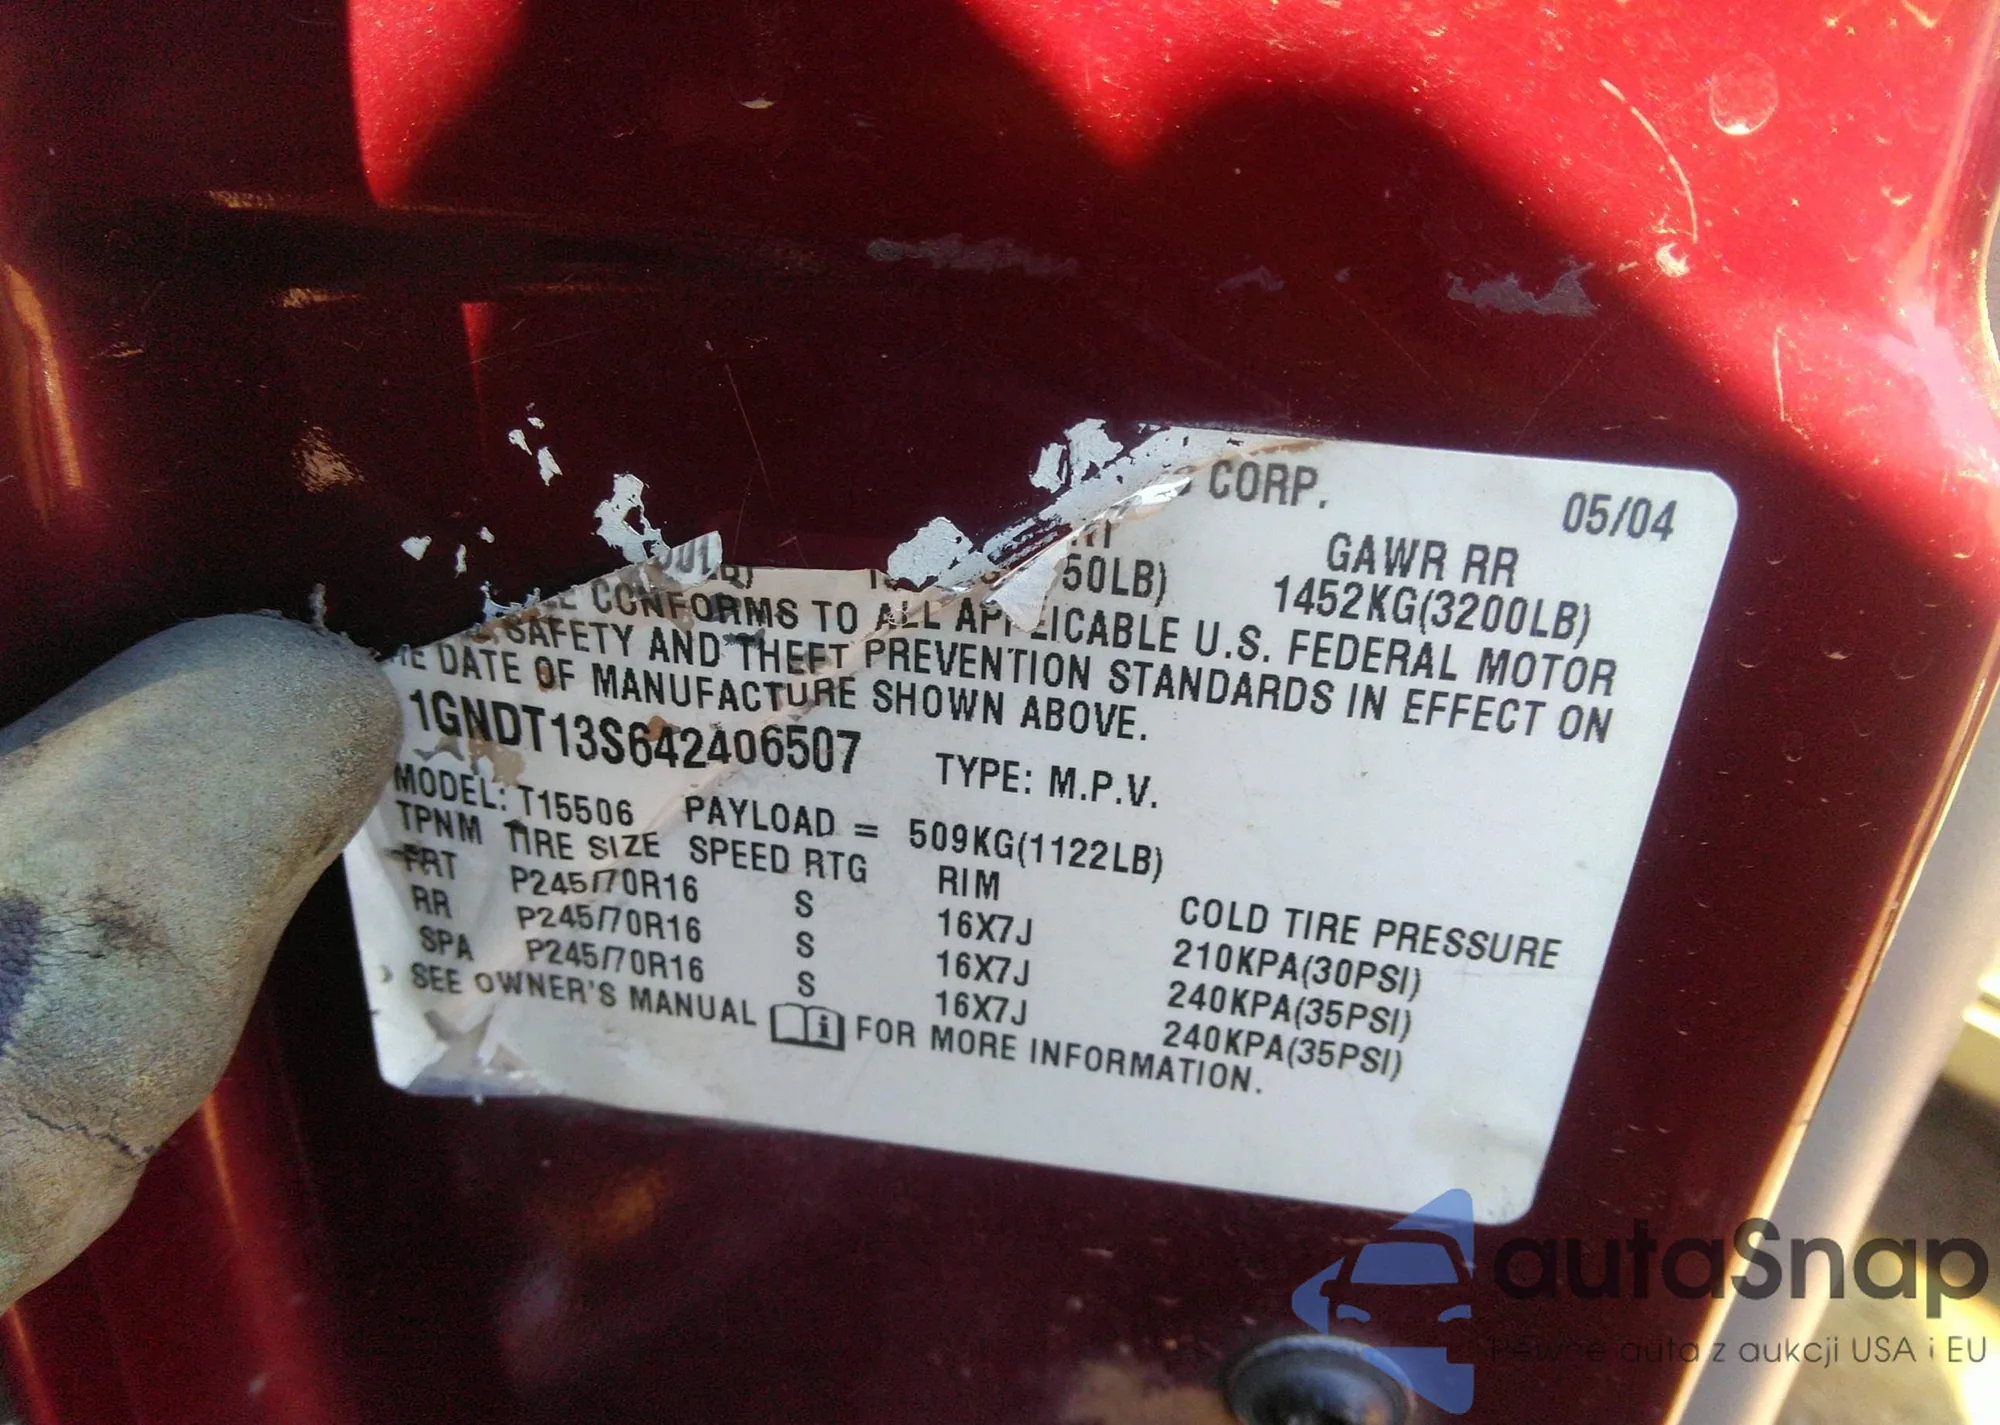 CORP. 05/04
GAWR RR
50LB) 1452KG(3200LB)
CONFORMS TO ALL APPLICABLE U.S. FEDERAL MOTOR
SAFETY AND THEFT PREVENTION STANDARDS IN EFFECT ON
DATE OF MANUFACTURE SHOWN ABOVE.
1GNDT13S642406507 TYPE: M.P.V.
MODEL: T15506 PAYLOAD = 509KG(1122LB)
TPNM TIRE SIZE SPEED RTG RIM COLD TIRE PRESSURE
FRT P245/70R16 S 16X7J 210KPA(30PSI)
RR P245/70R16 S 16X7J 240KPA(35PSI)
SPA P245/70R16 S 16X7J 240KPA(35PSI)
SEE OWNER'S MANUAL i FOR MORE INFORMATION.
autaSnap
Pewne auta z aukcji USA i EU